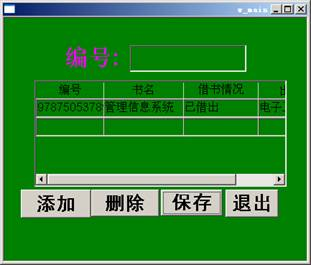 w_main
编号:
编号 书名 借书情况
97875053789 管理信息系统 已借出 电子
添加 删除 保存 退出